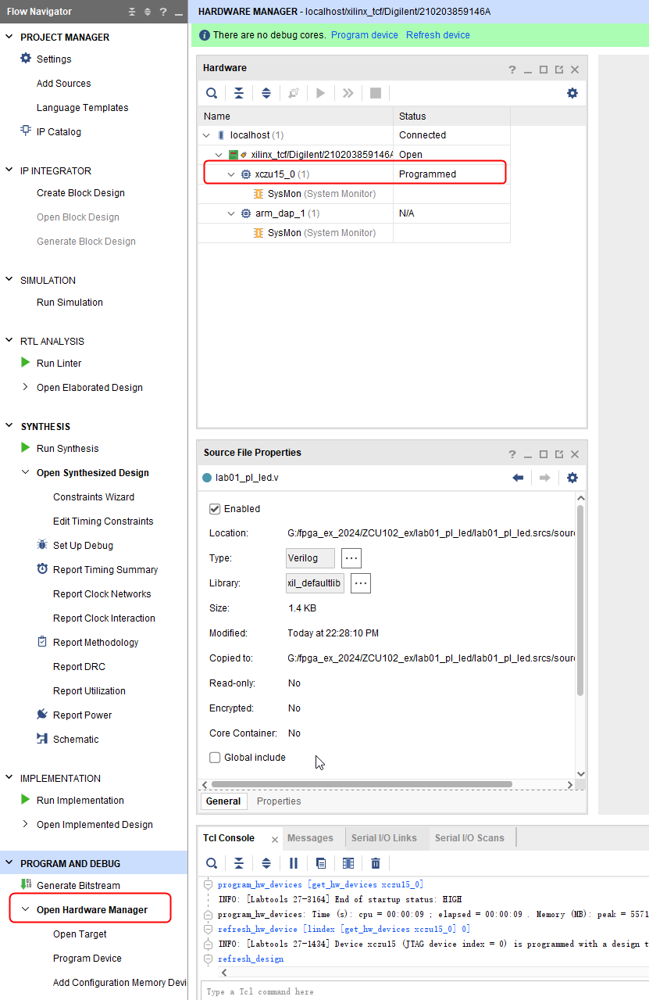 Flow Navigator
PROJECT MANAGER
Settings
Add Sources
Language Templates
IP Catalog
IP INTEGRATOR
Create Block Design
Open Block Design
Generate Block Design
SIMULATION
Run Simulation
RTL ANALYSIS
Run Linter
Open Elaborated Design
SYNTHESIS
Run Synthesis
Open Synthesized Design
Constraints Wizard
Edit Timing Constraints
Set Up Debug
Report Timing Summary
Report Clock Networks
Report Clock Interaction
Report Methodology
Report DRC
Report Utilization
Report Power
Schematic
IMPLEMENTATION
Run Implementation
Open Implemented Design
PROGRAM AND DEBUG
Generate Bitstream
Open Hardware Manager
Open Target
Program Device
Add Configuration Memory Devi
HARDWARE MANAGER - localhost/xilinx_tcf/Digilent/210203859146A
There are no debug cores. Program device Refresh device
Hardware
Name Status
localhost (1) Connected
xilinx_tcf/Digilent/210203859146A Open
xczu15_0 (1) Programmed
SysMon (System Monitor)
arm_dap_1 (1) N/A
SysMon (System Monitor)
Source File Properties
lab01_pl_led.v
Enabled
Location: G:/fpga_ex_2024/ZCU102_ex/lab01_pl_led/lab01_pl_led.srcs/sour
Type: Verilog
Library: xil_defaultlib
Size: 1.4 KB
Modified: Today at 22:28:10 PM
Copied to: G:/fpga_ex_2024/ZCU102_ex/lab01_pl_led/lab01_pl_led.srcs/sour
Read-only: No
Encrypted: No
Core Container: No
Global include
General Properties
Tcl Console Messages Serial I/O Links Serial I/O Scans
program_hw_devices [get_hw_devices xczu15_0]
INFO: [Labtools 27-3164] End of startup status: HIGH
program_hw_devices: Time (s): cpu = 00:00:09 ; elapsed = 00:00:09 . Memory (MB): peak = 5571
refresh_hw_device [lindex [get_hw_devices xczu15_0] 0]
INFO: [Labtools 27-1434] Device xczu15 (JTAG device index = 0) is programmed with a design t
refresh_design
Type a Tcl command here